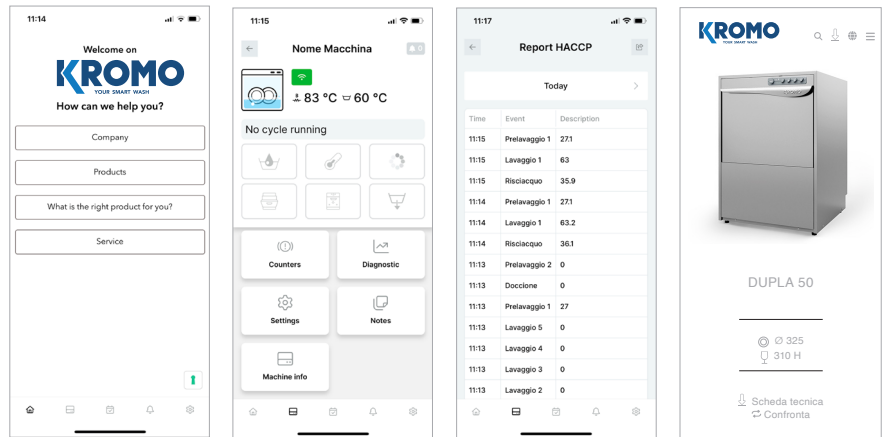 11:14
Welcome on
KROMO
YOUR SMART WASH
How can we help you?
Company
Products
What is the right product for you?
Service
11:15
Nome Macchina
0
83 °C 60 °C
No cycle running
Counters
Diagnostic
Settings
Notes
Machine info
11:17
Report HACCP
Today
Time Event Description
11:15 Prelavaggio 1 27.1
11:15 Lavaggio 1 63
11:15 Risciacquo 35.9
11:14 Prelavaggio 1 27.1
11:14 Lavaggio 1 63.2
11:14 Risciacquo 36.1
11:13 Prelavaggio 2 0
11:13 Doccione 0
11:13 Prelavaggio 1 27
11:13 Lavaggio 5 0
11:13 Lavaggio 4 0
11:13 Lavaggio 3 0
11:13 Lavaggio 2 0
KROMO
YOUR SMART WASH
DUPLA 50
Ø 325
310 H
Scheda tecnica
Confronta